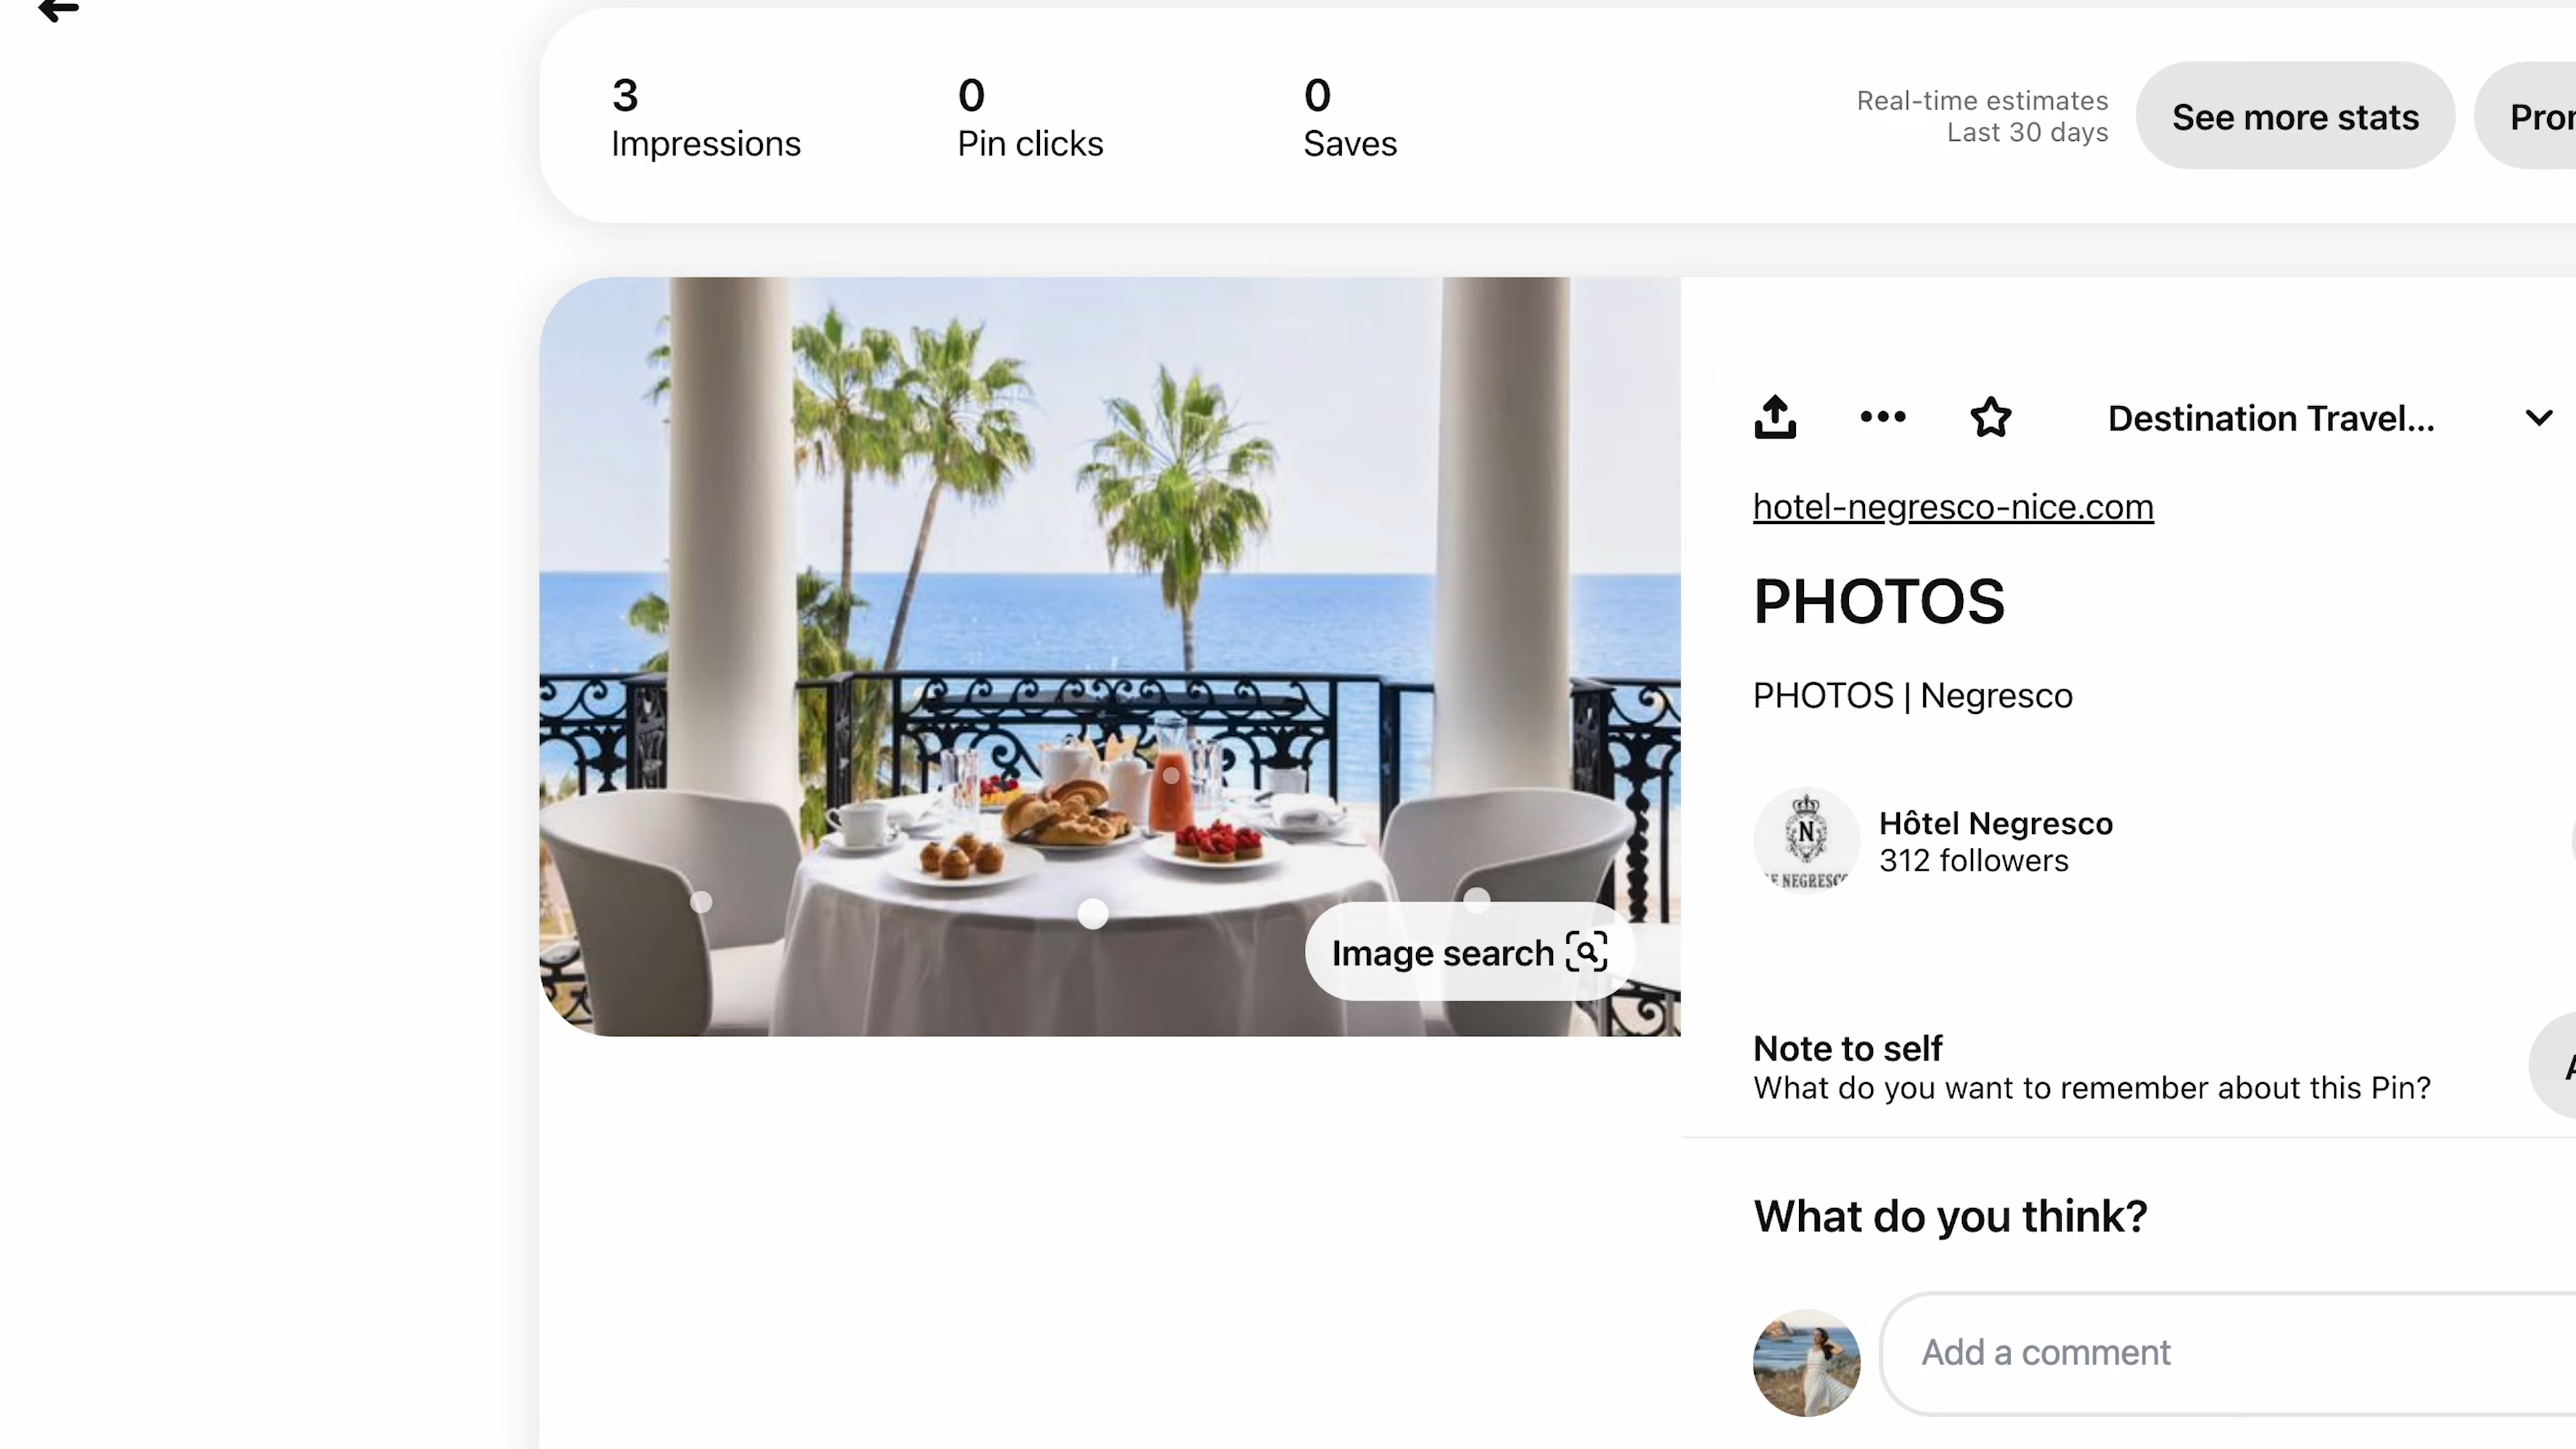 3
Impressions
0
Pin clicks
0
Saves
Real-time estimates
Last 30 days
See more stats
Destination Travel...
hotel-negresco-nice.com
PHOTOS
PHOTOS | Negresco
N
NEGRESCO
Hôtel Negresco
312 followers
Image search
Note to self
What do you want to remember about this Pin?
What do you think?
Add a comment